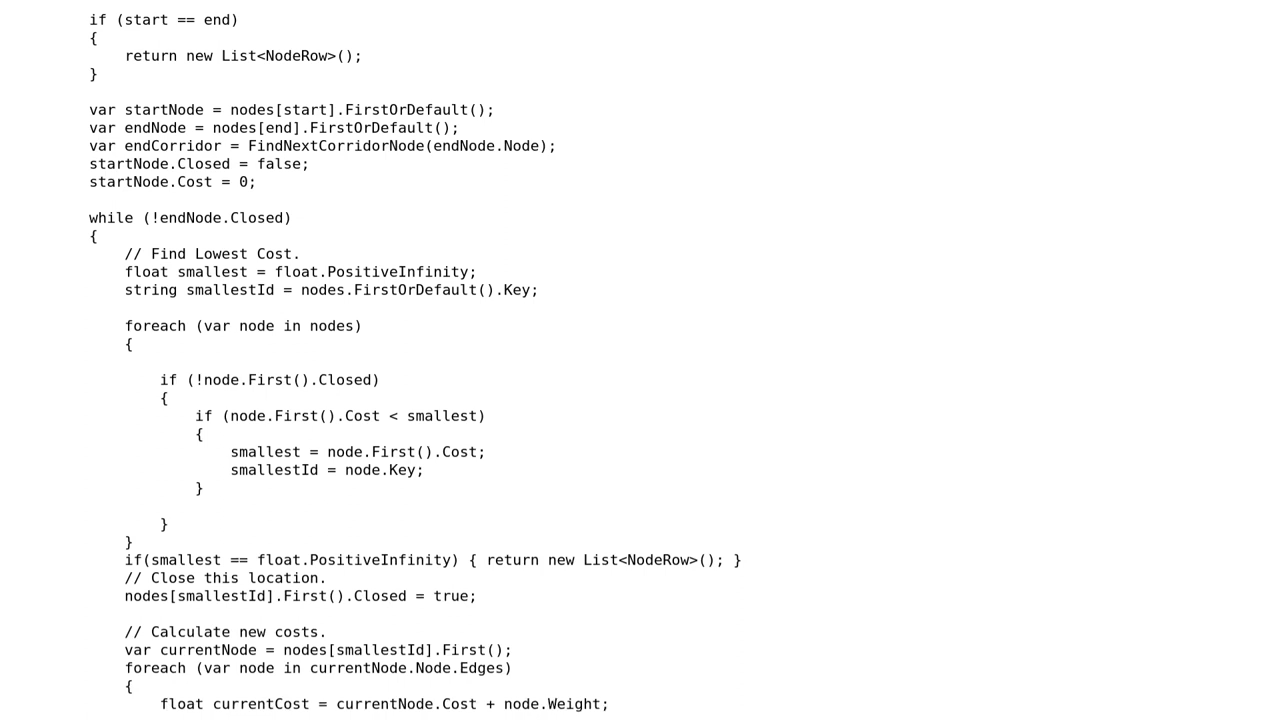 if (start == end)
{
    return new List<NodeRow>();
}

var startNode = nodes[start].FirstOrDefault();
var endNode = nodes[end].FirstOrDefault();
var endCorridor = FindNextCorridorNode(endNode.Node);
startNode.Closed = false;
startNode.Cost = 0;

while (!endNode.Closed)
{
    // Find Lowest Cost.
    float smallest = float.PositiveInfinity;
    string smallestId = nodes.FirstOrDefault().Key;

    foreach (var node in nodes)
    {

        if (!node.First().Closed)
        {
            if (node.First().Cost < smallest)
            {
                smallest = node.First().Cost;
                smallestId = node.Key;
            }

        }
    }
    if(smallest == float.PositiveInfinity) { return new List<NodeRow>(); }
    // Close this location.
    nodes[smallestId].First().Closed = true;

    // Calculate new costs.
    var currentNode = nodes[smallestId].First();
    foreach (var node in currentNode.Node.Edges)
    {
        float currentCost = currentNode.Cost + node.Weight;